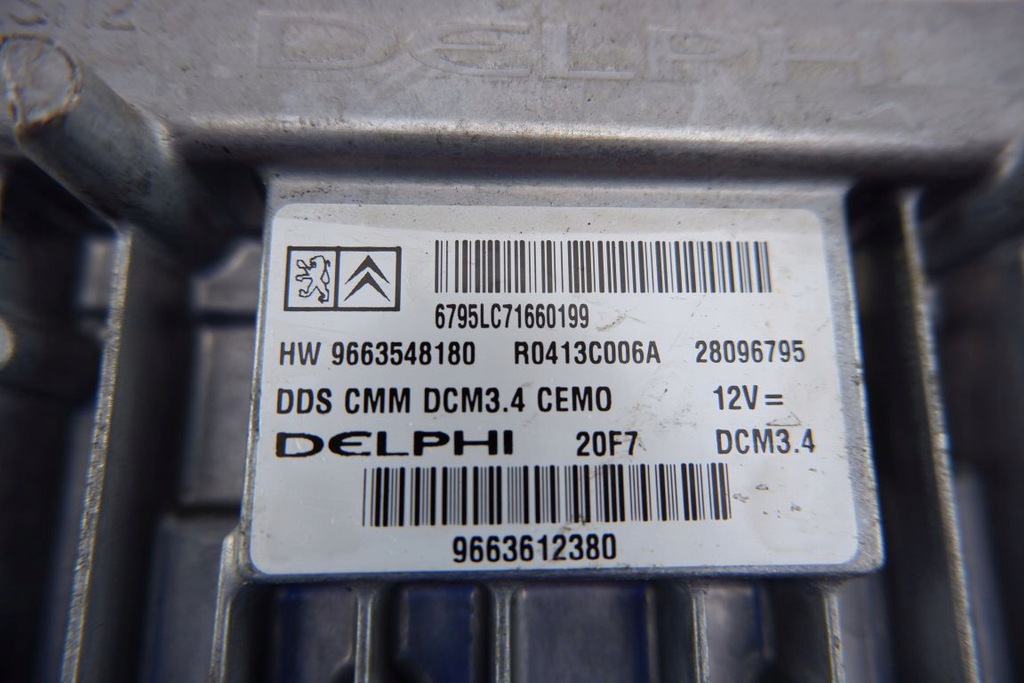 DELPHI
6795LC71660199
HW 9663548180 R0413C006A 28096795
DDS CMM DCM3.4 CEMO 12V=
DELPHI 20F7 DCM3.4
9663612380